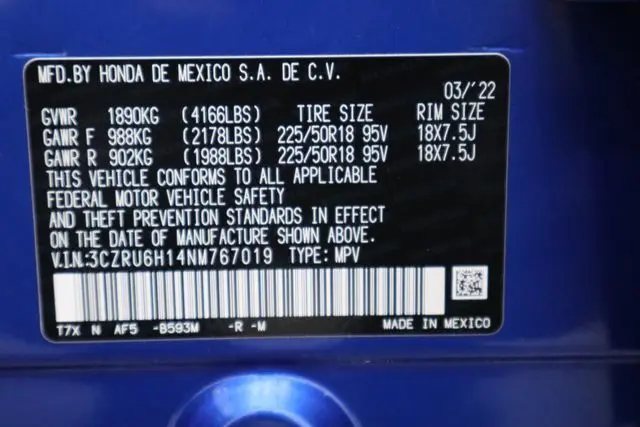 MFD.BY HONDA DE MEXICO S.A. DE C.V.
03/'22
GVWR 1890KG (4166LBS) TIRE SIZE RIM SIZE
GAWR F 988KG (2178LBS) 225/50R18 95V 18X7.5J
GAWR R 902KG (1988LBS) 225/50R18 95V 18X7.5J
THIS VEHICLE CONFORMS TO ALL APPLICABLE
FEDERAL MOTOR VEHICLE SAFETY
AND THEFT PREVENTION STANDARDS IN EFFECT
ON THE DATE OF MANUFACTURE SHOWN ABOVE.
V.I.N:3CZRU6H14NM767019 TYPE: MPV
T7X N AF5 -B593M -R -M MADE IN MEXICO